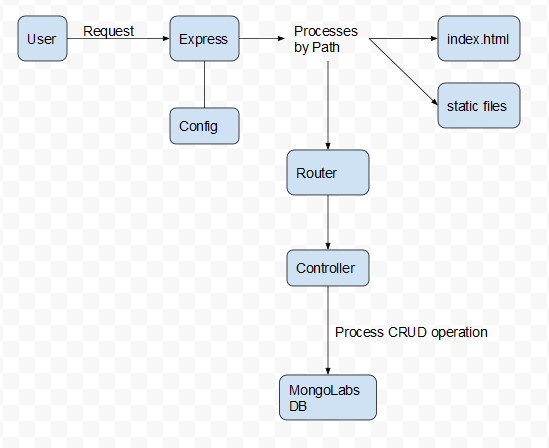 User
Request
Express
Processes
by Path
index.html
static files
Config
Router
Controller
Process CRUD operation
MongoLabs
DB